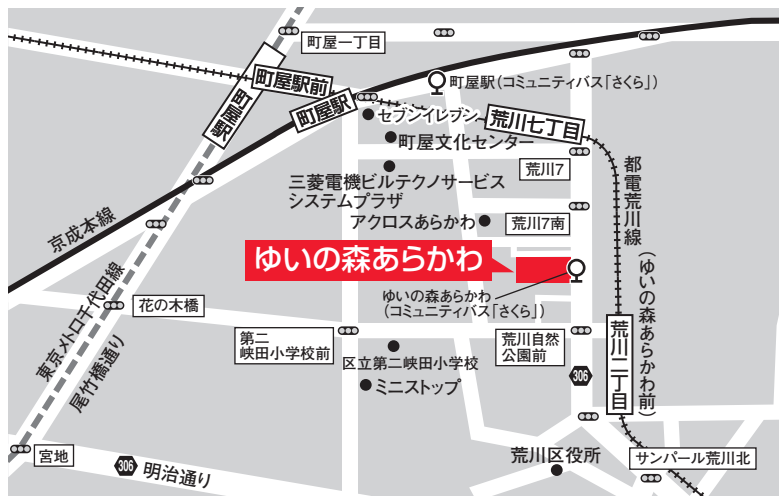 町屋一丁目
町屋駅前
町屋駅
町屋駅
町屋駅(コミュニティバス「さくら」)
セブンイレブン
荒川七丁目
町屋文化センター
荒川7
三菱電機ビルテクノサービス
システムプラザ
都電荒川線
アクロスあらかわ
荒川7南
京成本線
ゆいの森あらかわ
ゆいの森あらかわ
(コミュニティバス「さくら」)
東京メトロ千代田線
尾竹橋通り
花の木橋
第二
峡田小学校前
区立第二峡田小学校
ミニストップ
荒川自然
公園前
306
荒川二丁目
(ゆいの森あらかわ前)
宮地
306
明治通り
荒川区役所
サンパール荒川北